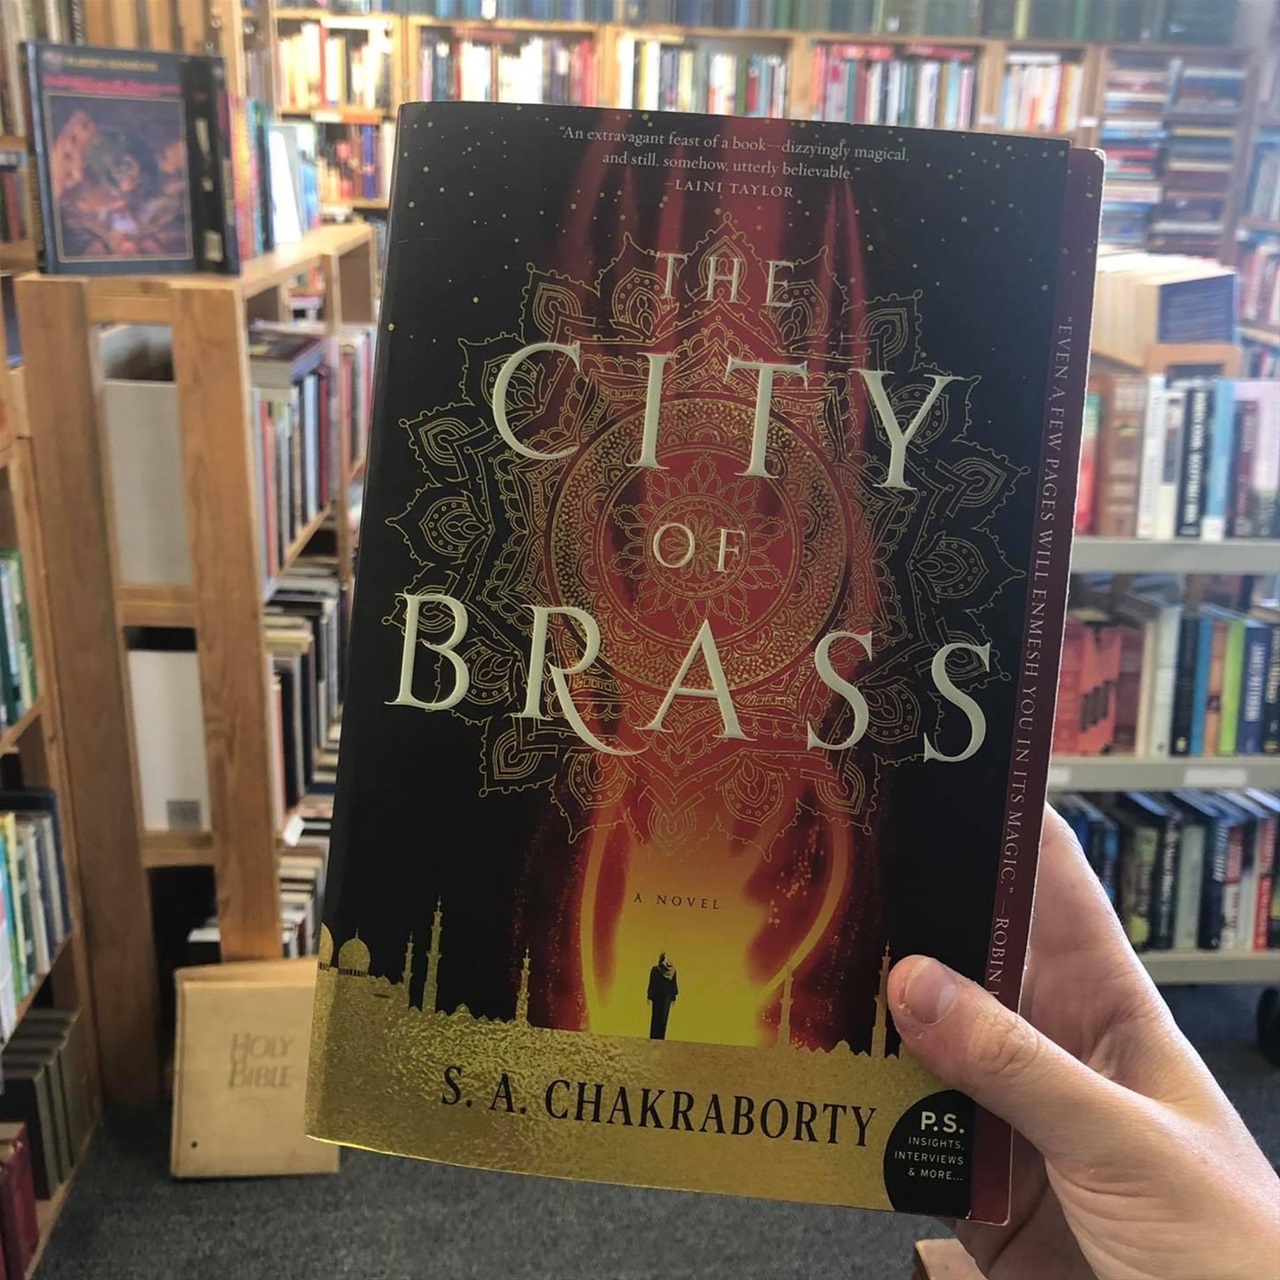 "An extravagant feast of a book—dizzyingly magical,
and still, somehow, utterly believable."
—LAINI TAYLOR
THE
CITY
OF
BRASS
A NOVEL
S. A. CHAKRABORTY
P.S.
INSIGHTS,
INTERVIEWS
& MORE...
"EVEN A FEW PAGES WILL ENMESH YOU IN ITS MAGIC." —ROBIN
HOLY
BIBLE